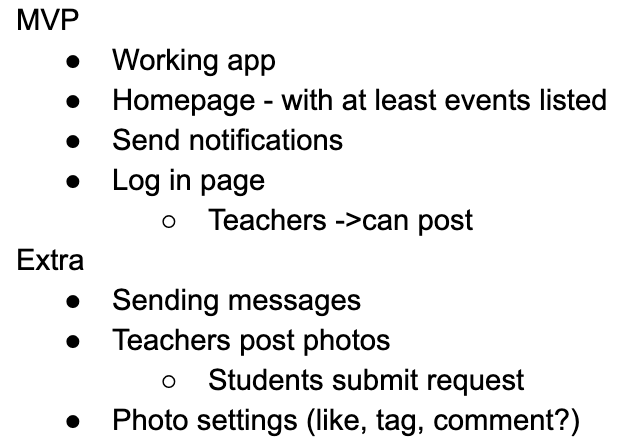 MVP
● Working app
● Homepage - with at least events listed
● Send notifications
● Log in page
○ Teachers ->can post
Extra
● Sending messages
● Teachers post photos
○ Students submit request
● Photo settings (like, tag, comment?)